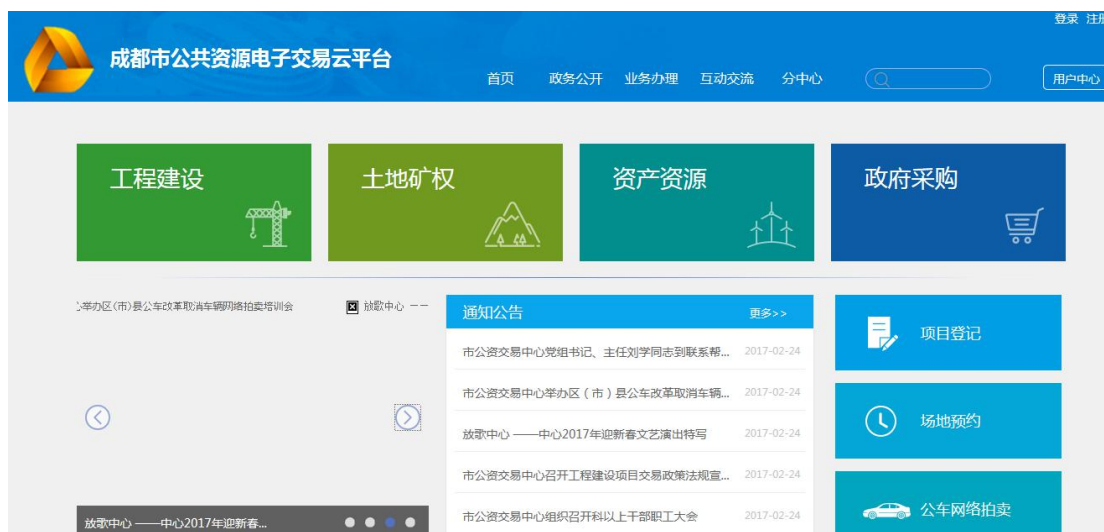 登录 注册
成都市公共资源电子交易云平台
首页 政务公开 业务办理 互动交流 分中心
用户中心
工程建设
土地矿权
资产资源
政府采购
心举办区(市)县公车改革取消车辆网络拍卖培训会
放歌中心 ——
放歌中心 ——中心2017年迎新春...
通知公告 更多>>
市公资交易中心党组书记、主任刘学同志到联系帮... 2017-02-24
市公资交易中心举办区(市)县公车改革取消车辆... 2017-02-24
放歌中心 ——中心2017年迎新春文艺演出特写 2017-02-24
市公资交易中心召开工程建设项目交易政策法规宣... 2017-02-24
市公资交易中心组织召开科以上干部职工大会 2017-02-24
项目登记
场地预约
公车网络拍卖